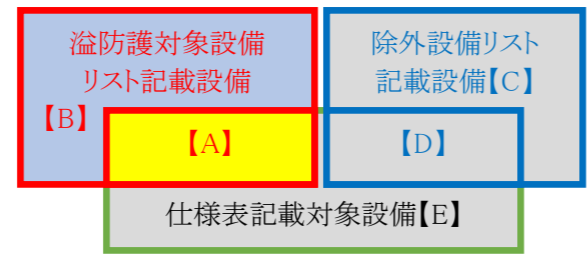 溢防護対象設備
リスト記載設備
【B】
除外設備リスト
記載設備【C】
【A】
【D】
仕様表記載対象設備【E】